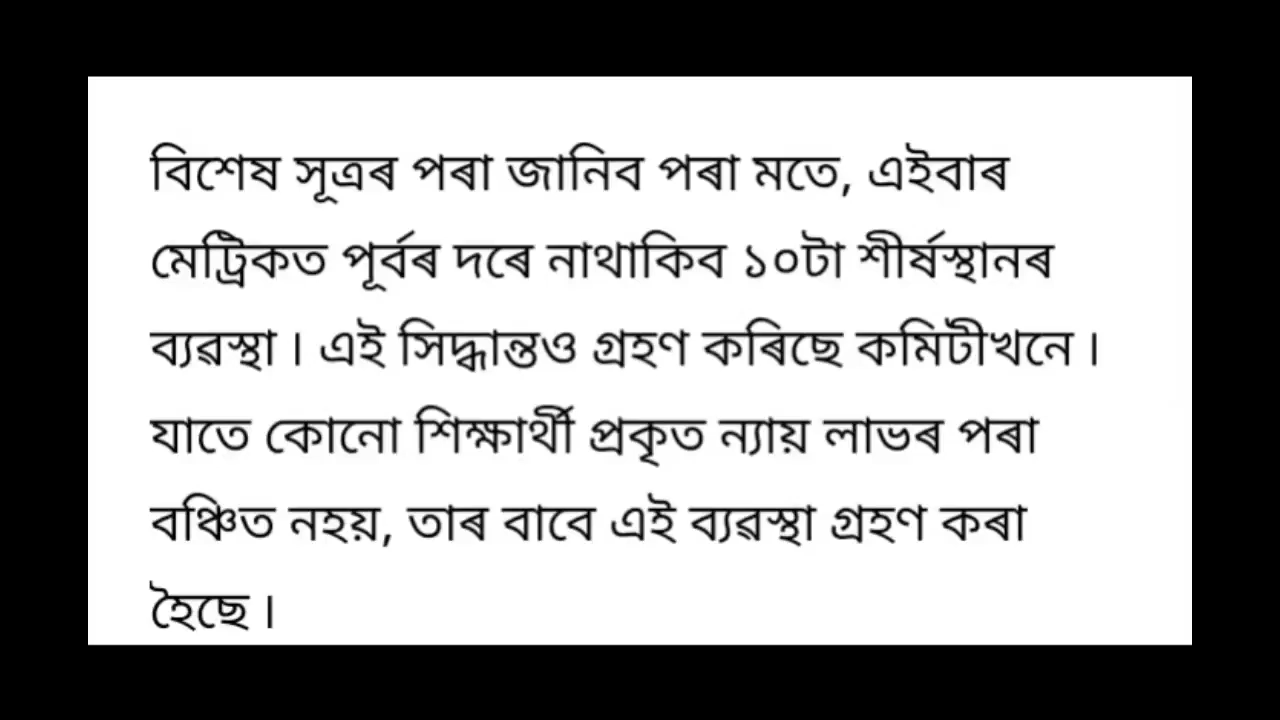 বিশেষ সূত্ৰৰ পৰা জানিব পৰা মতে, এইবাৰ
মেট্ৰিকত পূৰ্বৰ দৰে নাথাকিব ১০টা শীৰ্ষস্থানৰ
ব্যৱস্থা । এই সিদ্ধান্তও গ্ৰহণ কৰিছে কমিটীখনে ।
যাতে কোনো শিক্ষাৰ্থী প্ৰকৃত ন্যায় লাভৰ পৰা
বঞ্চিত নহয়, তাৰ বাবে এই ব্যৱস্থা গ্ৰহণ কৰা
হৈছে ।